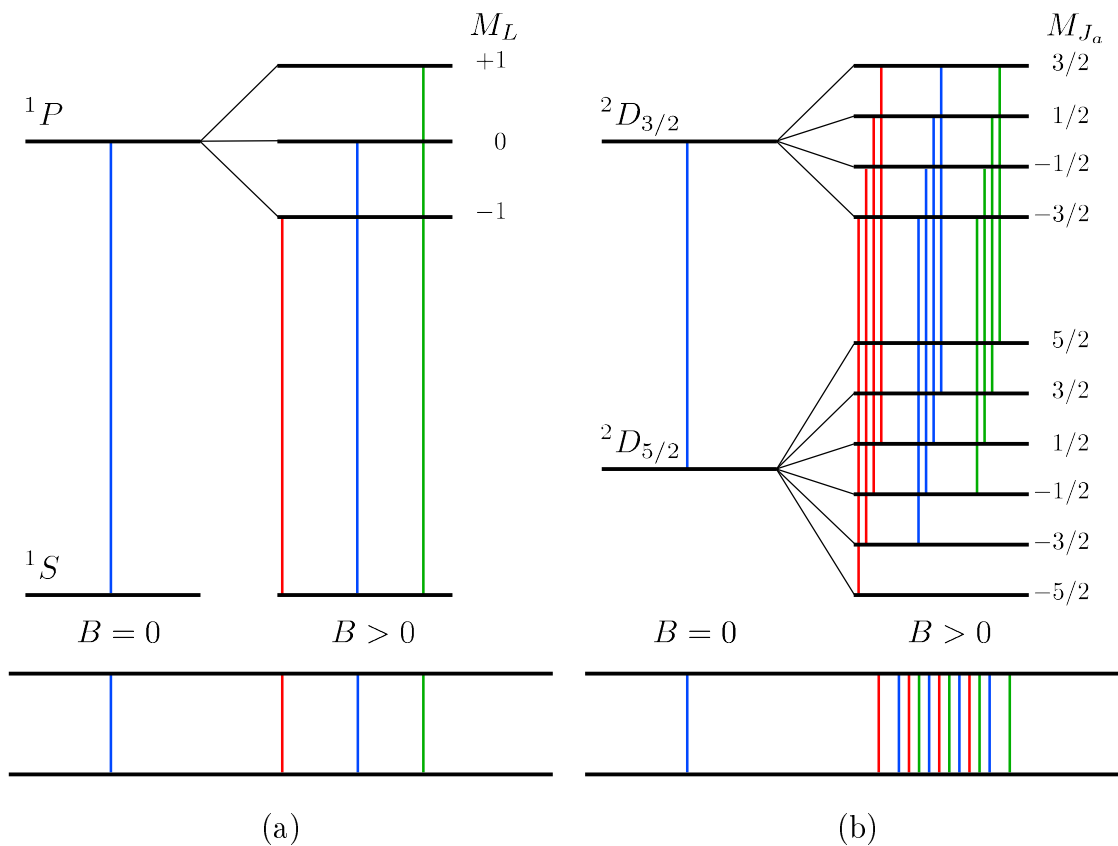 M_L
+1
^1P
0
−1
^1S
B = 0
B > 0
(a)
M_{J_a}
3/2
^2D_{3/2}
1/2
−1/2
−3/2
5/2
3/2
^2D_{5/2}
1/2
−1/2
−3/2
−5/2
B = 0
B > 0
(b)